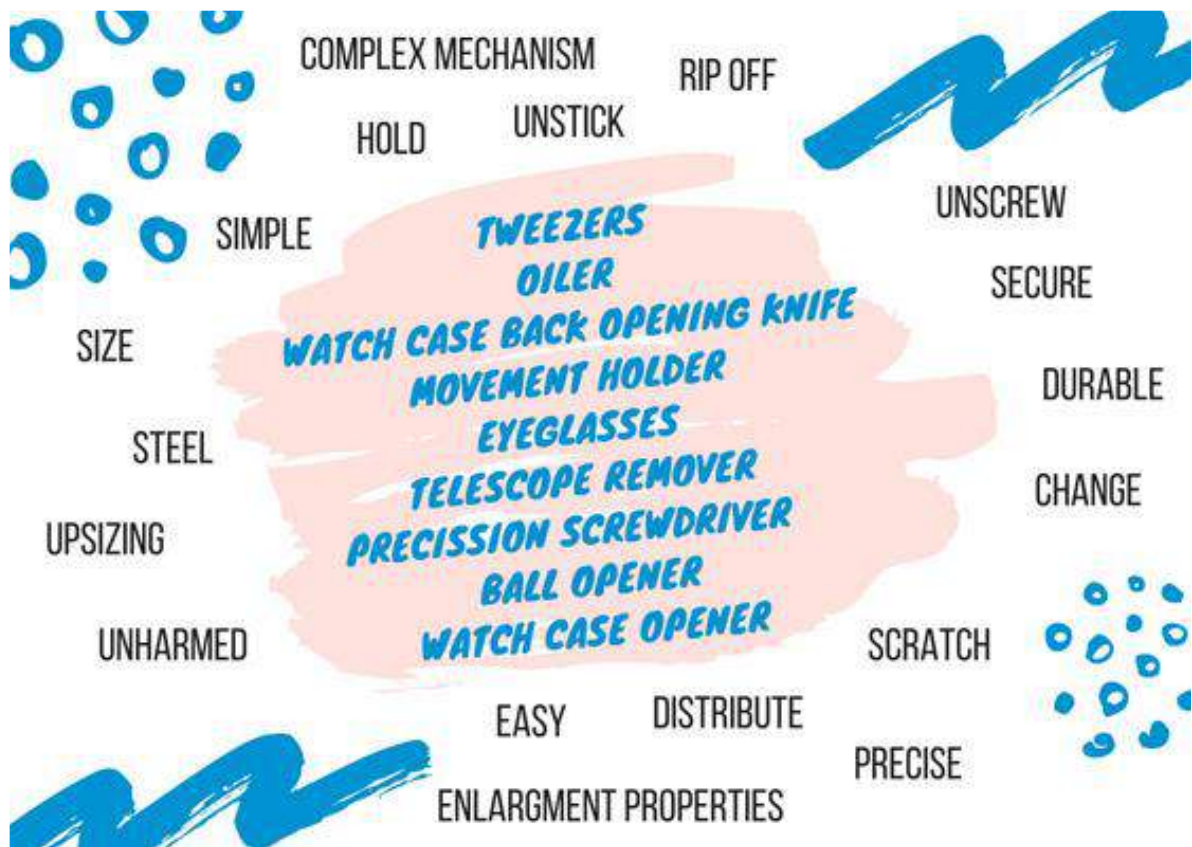 COMPLEX MECHANISM
RIP OFF
HOLD
UNSTICK
SIMPLE
UNSCREW
SECURE
SIZE
DURABLE
STEEL
CHANGE
UPSIZING
UNHARMED
TWEEZERS
OILER
WATCH CASE BACK OPENING KNIFE
MOVEMENT HOLDER
EYEGLASSES
TELESCOPE REMOVER
PRECISSION SCREWDRIVER
BALL OPENER
WATCH CASE OPENER
SCRATCH
EASY
DISTRIBUTE
PRECISE
ENLARGMENT PROPERTIES